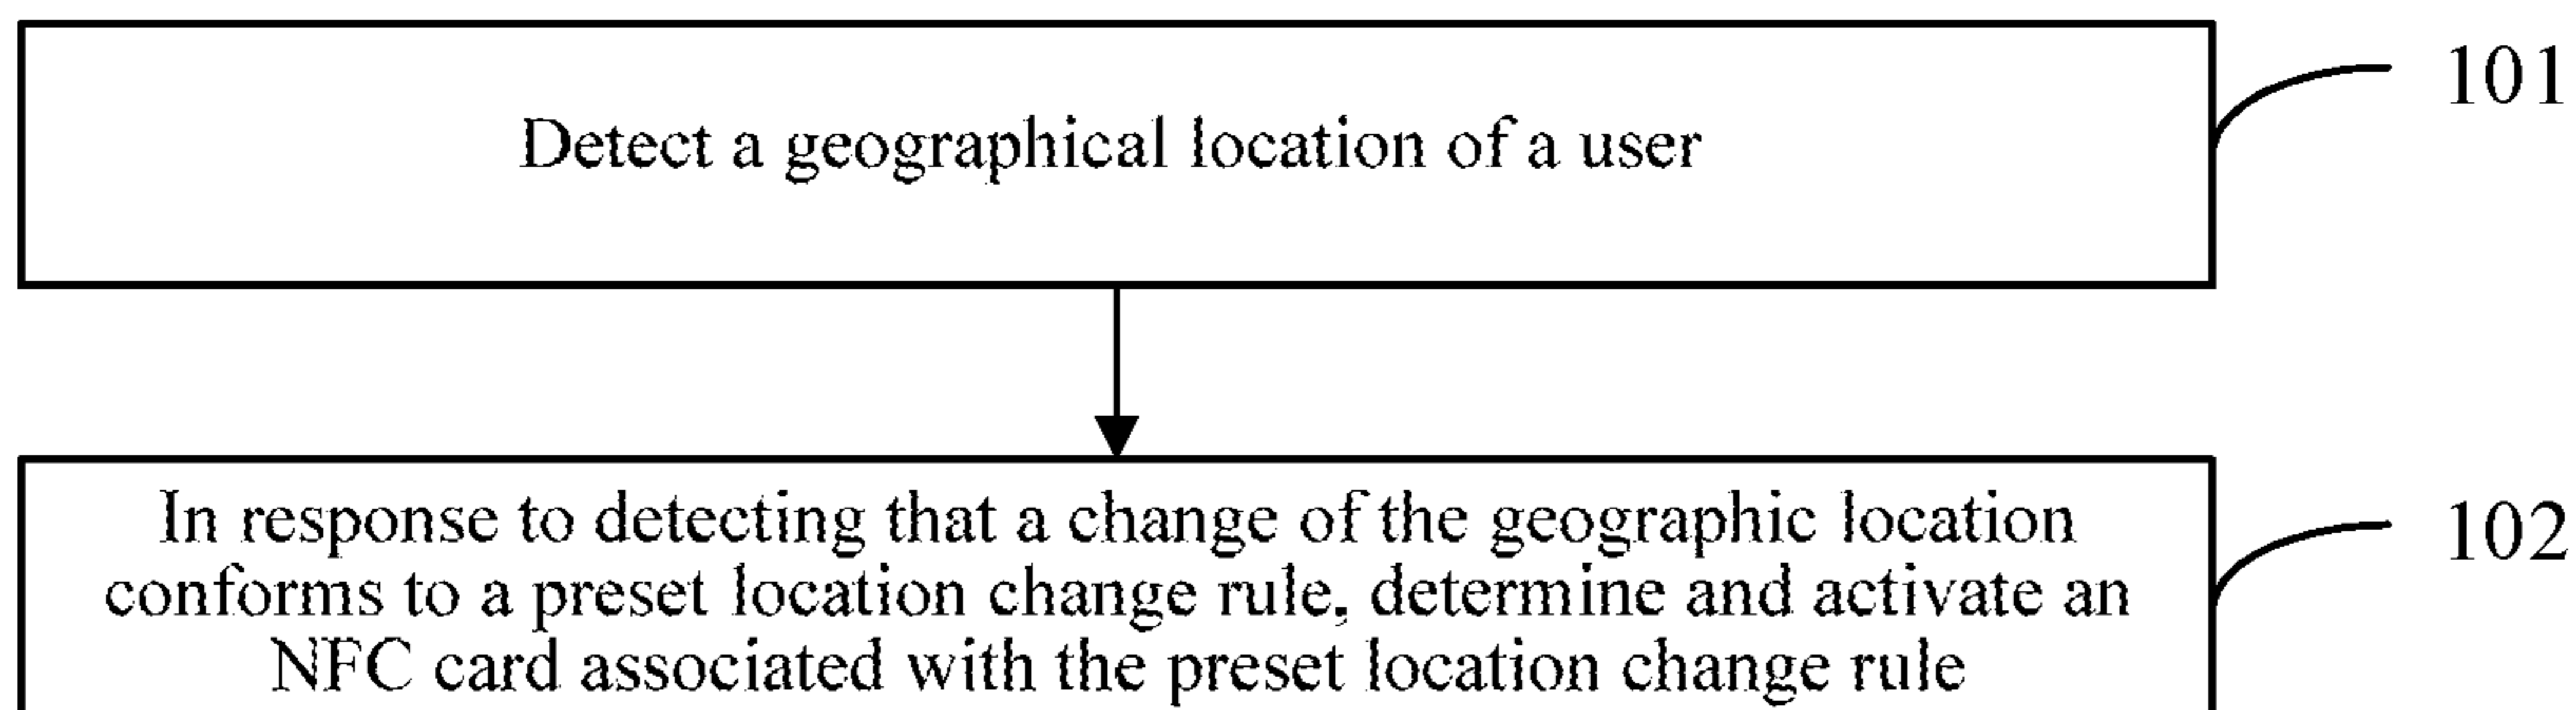 Detect a geographical location of a user
101
In response to detecting that a change of the geographic location
conforms to a preset location change rule, determine and activate an
NFC card associated with the preset location change rule
102